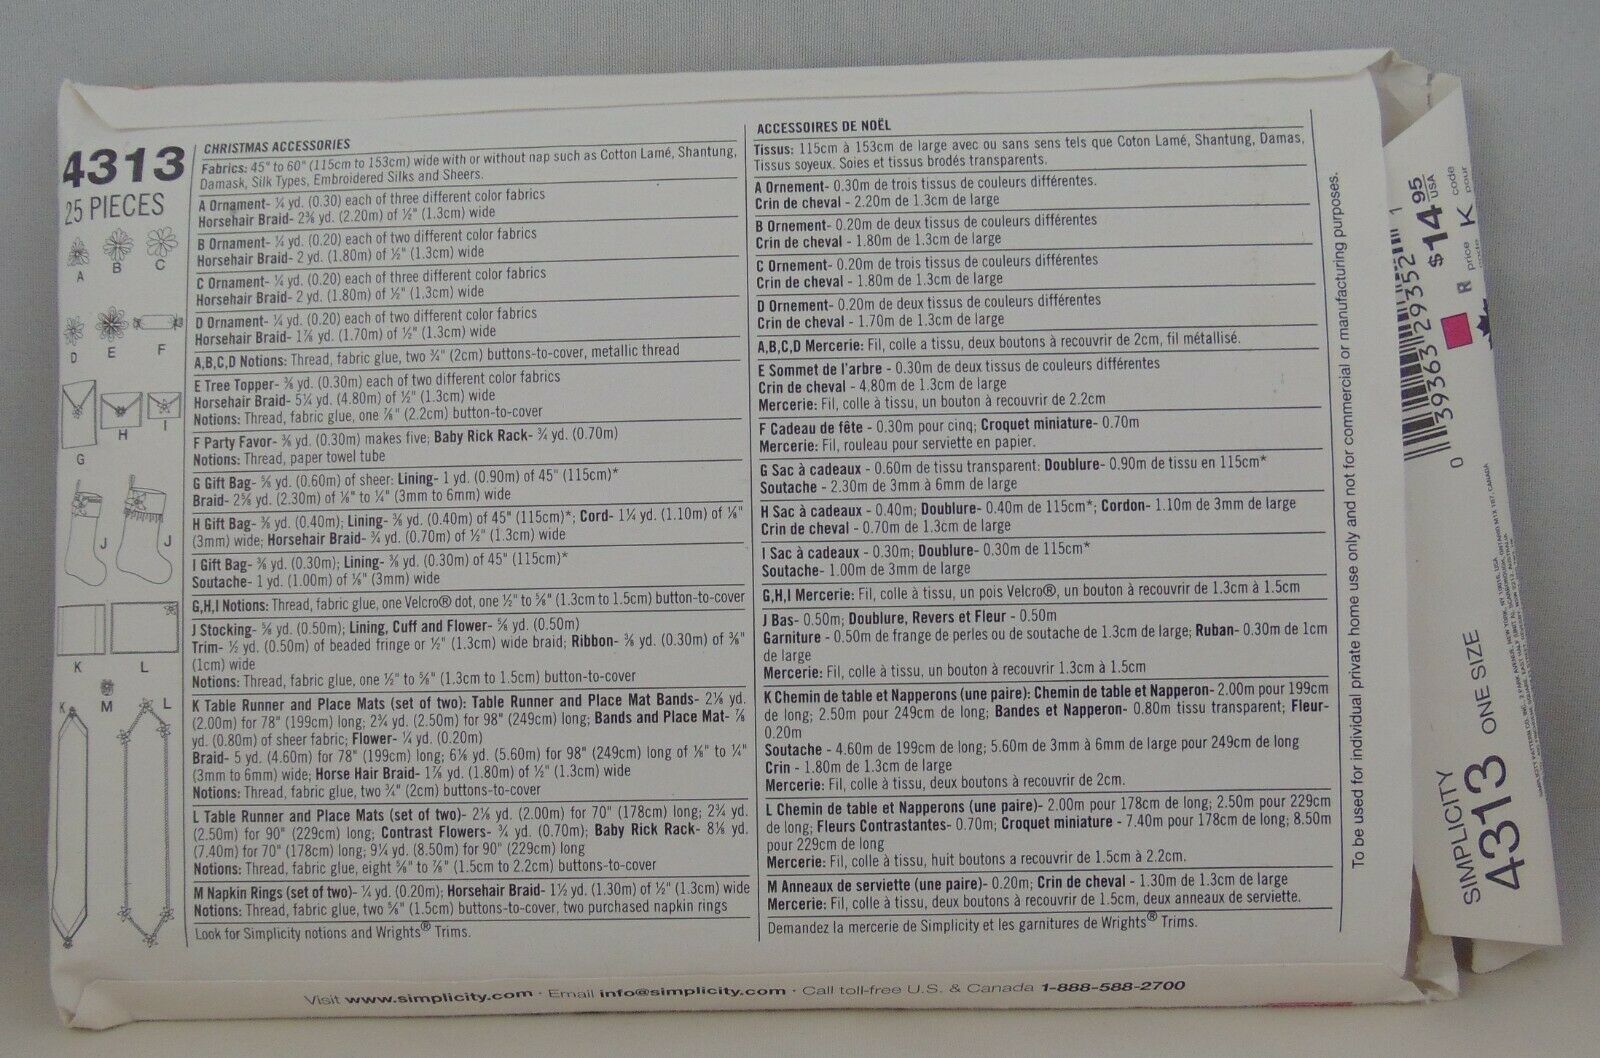 4313
25 PIECES
A
B
C
D
E
F
G
H
I
J
J
K
L
K
M
L
CHRISTMAS ACCESSORIES
Fabrics: 45" to 60" (115cm to 153cm) wide with or without nap such as Cotton Lamé, Shantung,
Damask, Silk Types, Embroidered Silks and Sheers.
A Ornament- ¼ yd. (0.30) each of three different color fabrics
Horsehair Braid- 2⅜ yd. (2.20m) of ½" (1.3cm) wide
B Ornament- ¼ yd. (0.20) each of two different color fabrics
Horsehair Braid- 2 yd. (1.80m) of ½" (1.3cm) wide
C Ornament- ¼ yd. (0.20) each of three different color fabrics
Horsehair Braid- 2 yd. (1.80m) of ½" (1.3cm) wide
D Ornament- ¼ yd. (0.20) each of two different color fabrics
Horsehair Braid- 1⅞ yd. (1.70m) of ½" (1.3cm) wide
A,B,C,D Notions: Thread, fabric glue, two ¾" (2cm) buttons-to-cover, metallic thread
E Tree Topper- ⅜ yd. (0.30m) each of two different color fabrics
Horsehair Braid- 5¼ yd. (4.80m) of ½" (1.3cm) wide
Notions: Thread, fabric glue, one ⅞" (2.2cm) button-to-cover
F Party Favor- ⅜ yd. (0.30m) makes five; Baby Rick Rack- ¾ yd. (0.70m)
Notions: Thread, paper towel tube
G Gift Bag- ⅝ yd. (0.60m) of sheer: Lining- 1 yd. (0.90m) of 45" (115cm)*
Braid- 2⅝ yd. (2.30m) of ⅛" to ¼" (3mm to 6mm) wide
H Gift Bag- ⅜ yd. (0.40m); Lining- ⅜ yd. (0.40m) of 45" (115cm)*; Cord- 1¼ yd. (1.10m) of ⅛"
(3mm) wide; Horsehair Braid- ¾ yd. (0.70m) of ½" (1.3cm) wide
I Gift Bag- ⅜ yd. (0.30m); Lining- ⅜ yd. (0.30m) of 45" (115cm)*
Soutache- 1 yd. (1.00m) of ⅛" (3mm) wide
G,H,I Notions: Thread, fabric glue, one Velcro® dot, one ½" to ⅝" (1.3cm to 1.5cm) button-to-cover
J Stocking- ⅝ yd. (0.50m); Lining, Cuff and Flower- ⅝ yd. (0.50m)
Trim- ½ yd. (0.50m) of beaded fringe or ½" (1.3cm) wide braid; Ribbon- ⅜ yd. (0.30m) of ⅜"
(1cm) wide
Notions: Thread, fabric glue, one ½" to ⅝" (1.3cm to 1.5cm) button-to-cover
K Table Runner and Place Mats (set of two): Table Runner and Place Mat Bands- 2⅛ yd.
(2.00m) for 78" (199cm) long; 2¾ yd. (2.50m) for 98" (249cm) long; Bands and Place Mat- ⅞
yd. (0.80m) of sheer fabric; Flower- ¼ yd. (0.20m)
Braid- 5 yd. (4.60m) for 78" (199cm) long; 6⅛ yd. (5.60m) for 98" (249cm) long of ⅛" to ¼"
(3mm to 6mm) wide; Horse Hair Braid- 1⅞ yd. (1.80m) of ½" (1.3cm) wide
Notions: Thread, fabric glue, two ¾" (2cm) buttons-to-cover
L Table Runner and Place Mats (set of two)- 2⅛ yd. (2.00m) for 70" (178cm) long; 2¾ yd.
(2.50m) for 90" (229cm) long; Contrast Flowers- ¾ yd. (0.70m); Baby Rick Rack- 8⅛ yd.
(7.40m) for 70" (178cm) long; 9¼ yd. (8.50m) for 90" (229cm) long
Notions: Thread, fabric glue, eight ⅝" to ⅞" (1.5cm to 2.2cm) buttons-to-cover
M Napkin Rings (set of two)- ¼ yd. (0.20m); Horsehair Braid- 1½ yd. (1.30m) of ½" (1.3cm) wide
Notions: Thread, fabric glue, two ⅝" (1.5cm) buttons-to-cover, two purchased napkin rings
Look for Simplicity notions and Wrights® Trims.
ACCESSOIRES DE NOËL
Tissus: 115cm à 153cm de large avec ou sans sens tels que Coton Lamé, Shantung, Damas,
Tissus soyeux. Soies et tissus brodés transparents.
A Ornement- 0.30m de trois tissus de couleurs différentes.
Crin de cheval - 2.20m de 1.3cm de large
B Ornement- 0.20m de deux tissus de couleurs différentes
Crin de cheval - 1.80m de 1.3cm de large
C Ornement- 0.20m de trois tissus de couleurs différentes
Crin de cheval - 1.80m de 1.3cm de large
D Ornement- 0.20m de deux tissus de couleurs différentes
Crin de cheval - 1.70m de 1.3cm de large
A,B,C,D Mercerie: Fil, colle a tissu, deux boutons à recouvrir de 2cm, fil métallisé.
E Sommet de l'arbre - 0.30m de deux tissus de couleurs différentes
Crin de cheval - 4.80m de 1.3cm de large
Mercerie: Fil, colle à tissu, un bouton à recouvrir de 2.2cm
F Cadeau de fête - 0.30m pour cinq; Croquet miniature- 0.70m
Mercerie: Fil, rouleau pour serviette en papier.
G Sac à cadeaux - 0.60m de tissu transparent: Doublure- 0.90m de tissu en 115cm*
Soutache - 2.30m de 3mm à 6mm de large
H Sac à cadeaux - 0.40m; Doublure- 0.40m de 115cm*; Cordon- 1.10m de 3mm de large
Crin de cheval - 0.70m de 1.3cm de large
I Sac à cadeaux - 0.30m; Doublure- 0.30m de 115cm*
Soutache- 1.00m de 3mm de large
G,H,I Mercerie: Fil, colle à tissu, un pois Velcro®, un bouton à recouvrir de 1.3cm à 1.5cm
J Bas- 0.50m; Doublure, Revers et Fleur - 0.50m
Garniture - 0.50m de frange de perles ou de soutache de 1.3cm de large; Ruban- 0.30m de 1cm
de large
Mercerie: Fil, colle à tissu, un bouton à recouvrir 1.3cm à 1.5cm
K Chemin de table et Napperons (une paire): Chemin de table et Napperon- 2.00m pour 199cm
de long; 2.50m pour 249cm de long; Bandes et Napperon- 0.80m tissu transparent; Fleur-
0.20m
Soutache - 4.60m de 199cm de long; 5.60m de 3mm à 6mm de large pour 249cm de long
Crin - 1.80m de 1.3cm de large
Mercerie: Fil, colle à tissu, deux boutons à recouvrir de 2cm.
L Chemin de table et Napperons (une paire)- 2.00m pour 178cm de long; 2.50m pour 229cm
de long; Fleurs Contrastantes- 0.70m; Croquet miniature - 7.40m pour 178cm de long; 8.50m
pour 229cm de long
Mercerie: Fil, colle à tissu, huit boutons a recouvrir de 1.5cm à 2.2cm.
M Anneaux de serviette (une paire)- 0.20m; Crin de cheval - 1.30m de 1.3cm de large
Mercerie: Fil, colle à tissu, deux boutons à recouvrir de 1.5cm, deux anneaux de serviette.
Demandez la mercerie de Simplicity et les garnitures de Wrights® Trims.
To be used for individual private home use only and not for commercial or manufacturing purposes.
Visit www.simplicity.com · Email info@simplicity.com · Call toll-free U.S. & Canada 1-888-588-2700
0 39363 29352 1
$14.95 USA
R price K code
pour
SIMPLICITY
4313 ONE SIZE